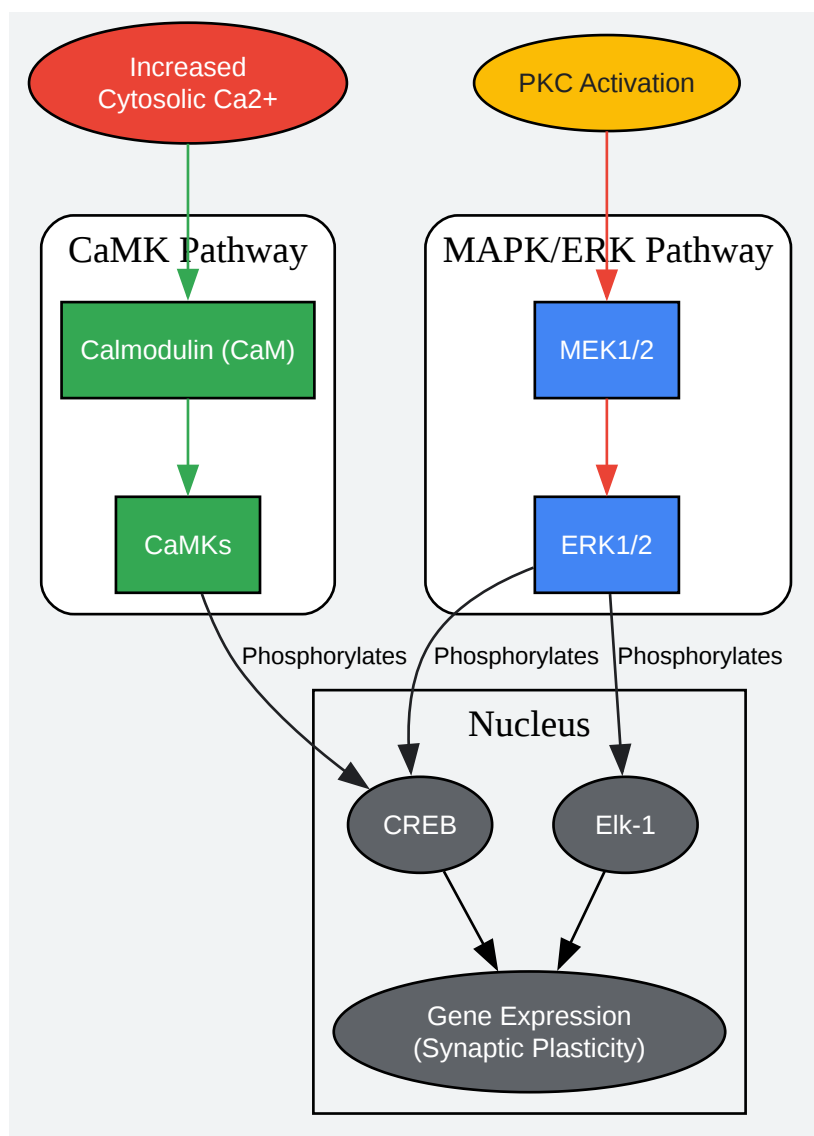 Increased
Cytosolic Ca2+
PKC Activation
CaMK Pathway
MAPK/ERK Pathway
Calmodulin (CaM)
MEK1/2
CaMKs
ERK1/2
Phosphorylates
Phosphorylates
Phosphorylates
Nucleus
CREB
Elk-1
Gene Expression
(Synaptic Plasticity)